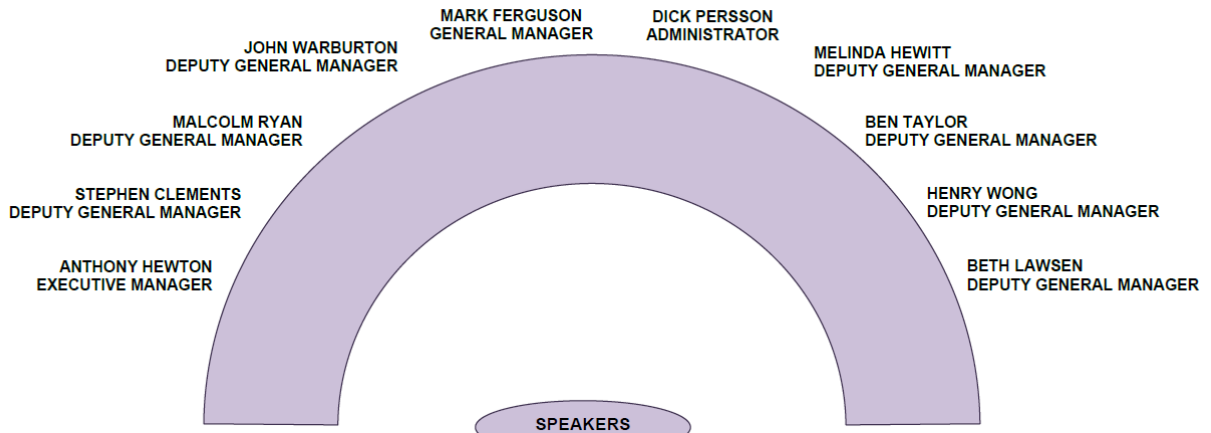 MARK FERGUSON
GENERAL MANAGER
DICK PERSSON
ADMINISTRATOR
JOHN WARBURTON
DEPUTY GENERAL MANAGER
MELINDA HEWITT
DEPUTY GENERAL MANAGER
MALCOLM RYAN
DEPUTY GENERAL MANAGER
BEN TAYLOR
DEPUTY GENERAL MANAGER
STEPHEN CLEMENTS
DEPUTY GENERAL MANAGER
HENRY WONG
DEPUTY GENERAL MANAGER
ANTHONY HEWTON
EXECUTIVE MANAGER
BETH LAWSEN
DEPUTY GENERAL MANAGER
SPEAKERS